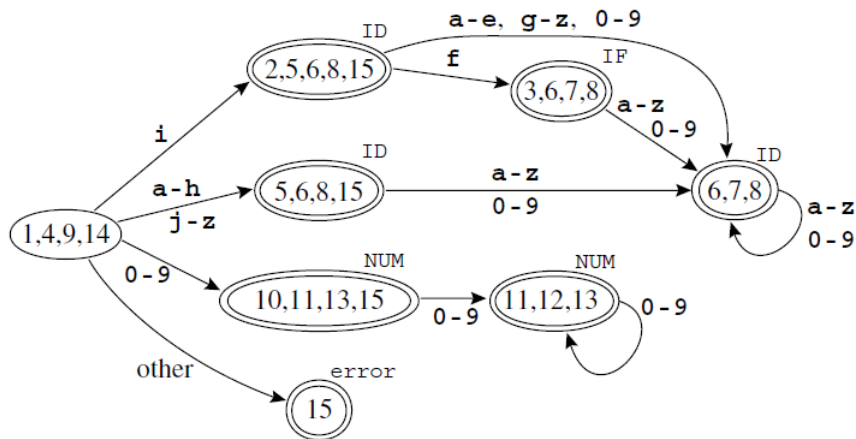 ID
a-e, g-z, 0-9
2,5,6,8,15
f
IF
3,6,7,8
a-z
0-9
i
ID
a-h
j-z
5,6,8,15
a-z
0-9
ID
6,7,8
a-z
0-9
1,4,9,14
0-9
NUM
10,11,13,15
0-9
NUM
11,12,13
0-9
other
error
15